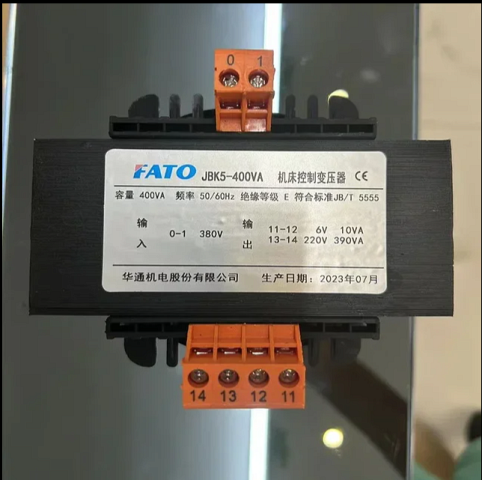 0 1
FATO JBK5-400VA 机床控制变压器 CE
容量 400VA 频率 50/60Hz 绝缘等级 E 符合标准JB/T 5555
输入 0-1 380V
输出 11-12 6V 10VA
13-14 220V 390VA
华通机电股份有限公司 生产日期：2023年07月
14 13 12 11